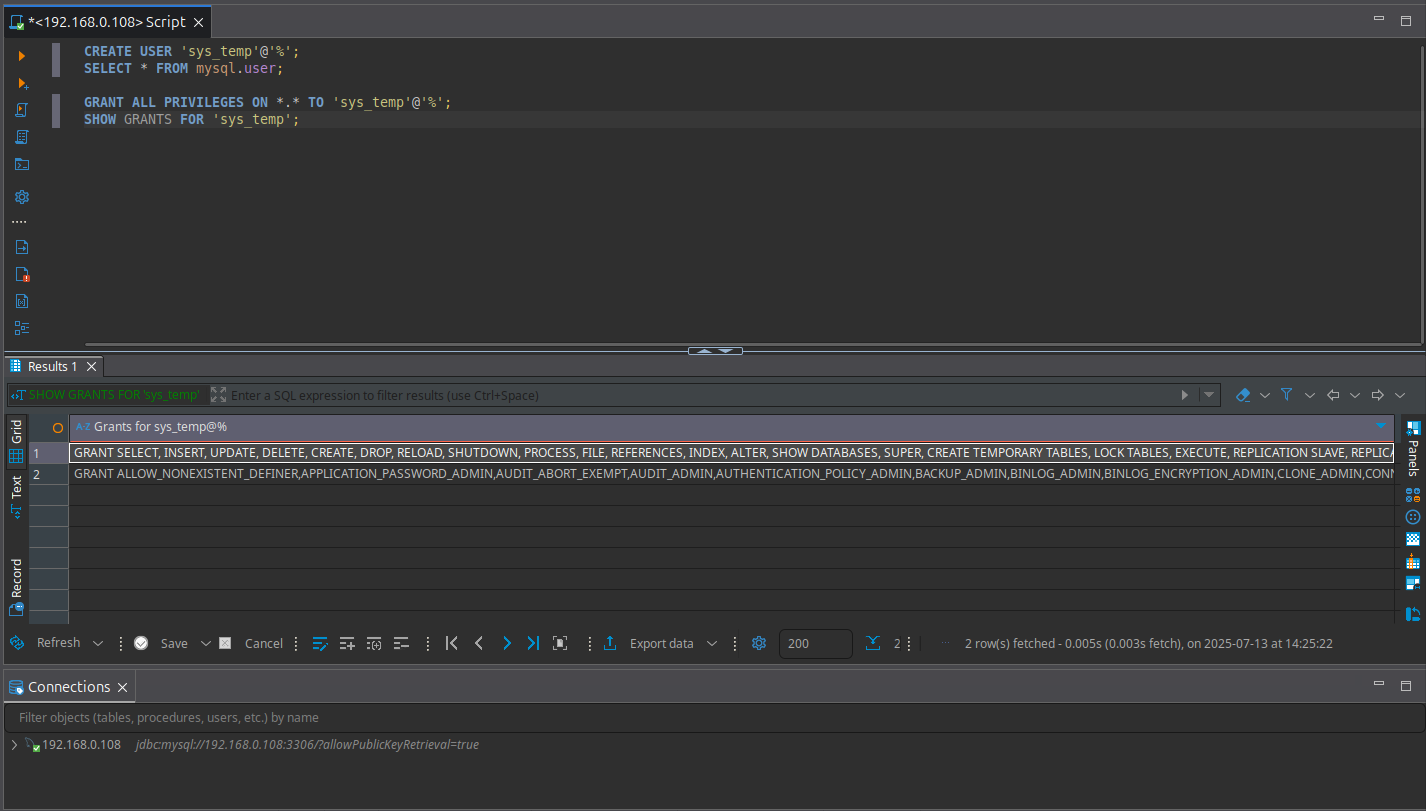 *<192.168.0.108> Script
CREATE USER 'sys_temp'@'%';
SELECT * FROM mysql.user;
GRANT ALL PRIVILEGES ON *.* TO 'sys_temp'@'%';
SHOW GRANTS FOR 'sys_temp';
Results 1
SHOW GRANTS FOR 'sys_temp'
Enter a SQL expression to filter results (use Ctrl+Space)
Grid
Text
Record
A-Z Grants for sys_temp@%
1 GRANT SELECT, INSERT, UPDATE, DELETE, CREATE, DROP, RELOAD, SHUTDOWN, PROCESS, FILE, REFERENCES, INDEX, ALTER, SHOW DATABASES, SUPER, CREATE TEMPORARY TABLES, LOCK TABLES, EXECUTE, REPLICATION SLAVE, REPLICA
2 GRANT ALLOW_NONEXISTENT_DEFINER,APPLICATION_PASSWORD_ADMIN,AUDIT_ABORT_EXEMPT,AUDIT_ADMIN,AUTHENTICATION_POLICY_ADMIN,BACKUP_ADMIN,BINLOG_ADMIN,BINLOG_ENCRYPTION_ADMIN,CLONE_ADMIN,CONN
Panels
Refresh Save Cancel Export data 200 2 2 row(s) fetched - 0.005s (0.003s fetch), on 2025-07-13 at 14:25:22
Connections
Filter objects (tables, procedures, users, etc.) by name
192.168.0.108 jdbc:mysql://192.168.0.108:3306/?allowPublicKeyRetrieval=true